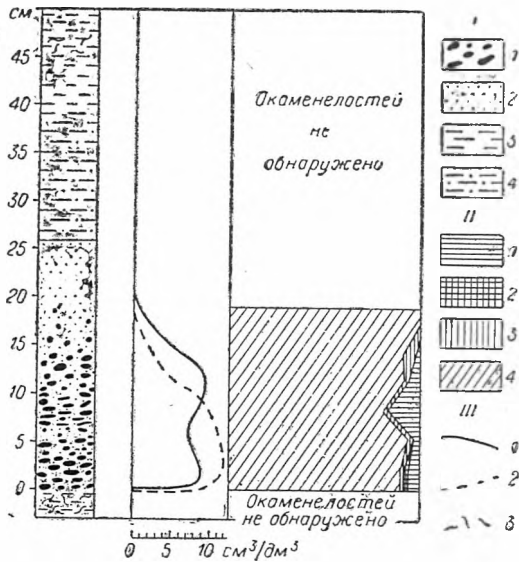 см
45
40
35
30
25
20
15
10
5
0
Окаменелостей
не
обнаружено
Окаменелостей
не обнаружено
0 5 10 см³/дм³
I
1
2
3
4
II
1
2
3
4
III
1
2
3